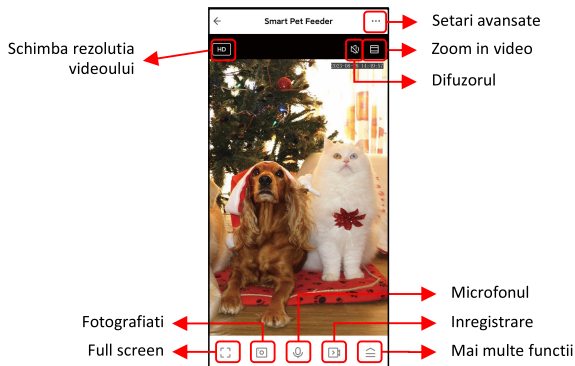 Smart Pet Feeder
Setari avansate
Schimba rezolutia
videoului
HD
Zoom in video
Difuzorul
Microfonul
Fotografiati
Inregistrare
Full screen
Mai multe functii